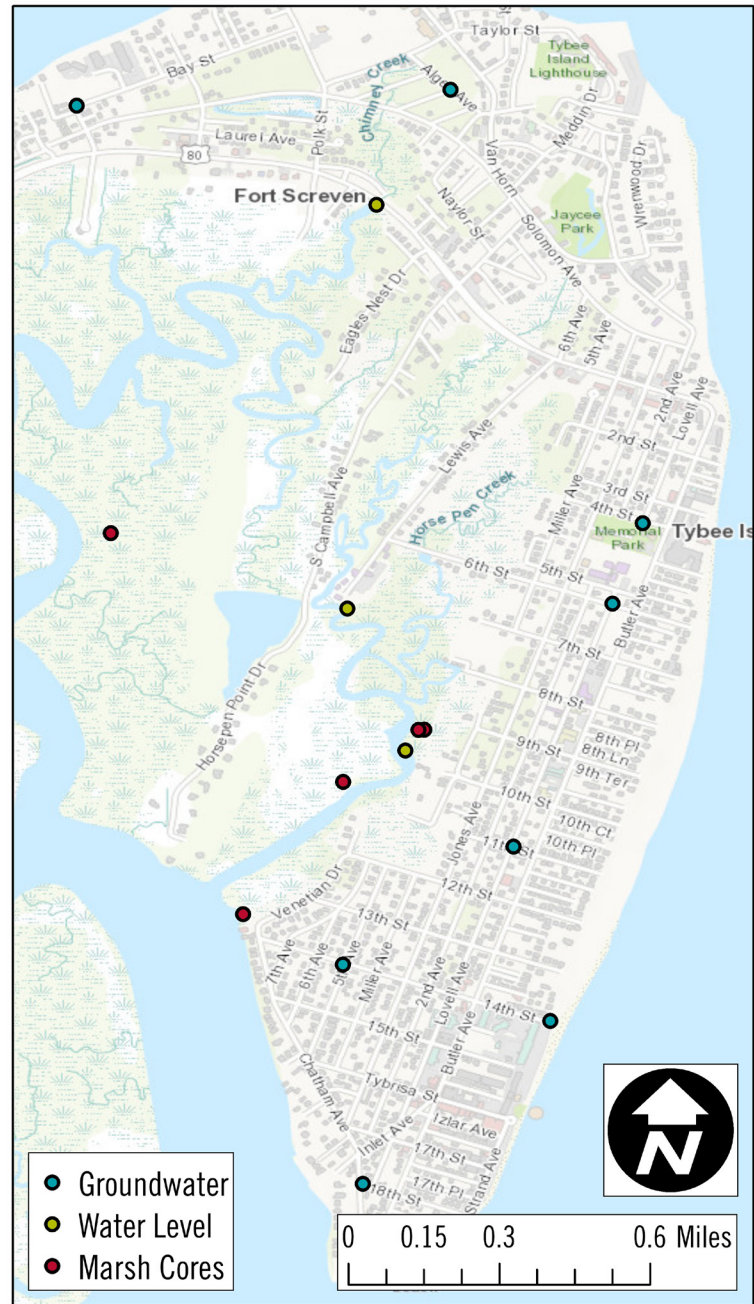 Taylor St
Tybee
Island
Lighthouse
Bay St
Chimney Creek
Alger Ave
Meddin Dr
Polk St
Laurel Ave
80
Van Horn
Wrenwood Dr
Fort Screven
Naylor St
Jaycee
Park
Solomon Ave
Eagles Nest Dr
6th Ave
5th Ave
2nd Ave
Lovell Ave
Lewis Ave
2nd St
S Campbell Ave
Horse Pen Creek
Miller Ave
3rd St
4th St
Memorial
Park
Tybee Is
6th St
5th St
Butler Ave
7th St
Horsepen Point Dr
8th St
8th Pl
8th Ln
9th St
9th Ter
10th St
Jones Ave
10th Ct
11th St
10th Pl
12th St
Venetian Dr
13th St
7th Ave
6th Ave
5th Ave
Miller Ave
2nd Ave
Lovell Ave
Butler Ave
14th St
15th St
Chatham Ave
Tybrisa St
Izlar Ave
Inlet Ave
17th St
17th Pl
18th St
Strand Ave
N
Groundwater
Water Level
Marsh Cores
0 0.15 0.3 0.6 Miles